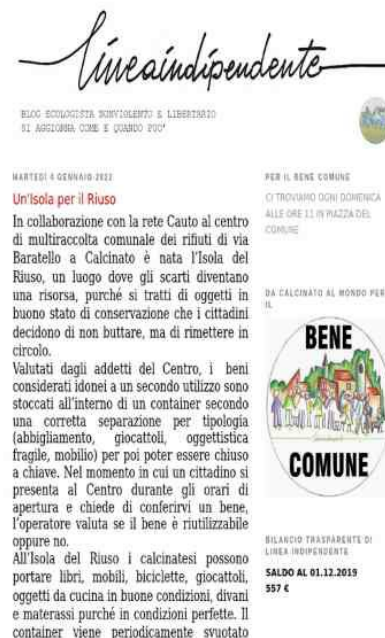 lineaindipendente
BLOG ECOLOGISTA NONVIOLENTO & LIBERTARIO
SI AGGIORNA COME E QUANDO PUO'
MARTEDÌ 4 GENNAIO 2022
Un'Isola per il Riuso
In collaborazione con la rete Cauto al centro
di multiraccolta comunale dei rifiuti di via
Baratello a Calcinato è nata l'Isola del
Riuso, un luogo dove gli scarti diventano
una risorsa, purché si tratti di oggetti in
buono stato di conservazione che i cittadini
decidono di non buttare, ma di rimettere in
circolo.
Valutati dagli addetti del Centro, i beni
considerati idonei a un secondo utilizzo sono
stoccati all'interno di un container secondo
una corretta separazione per tipologia
(abbigliamento, giocattoli, oggettistica
fragile, mobilio) per poi poter essere chiuso
a chiave. Nel momento in cui un cittadino si
presenta al Centro durante gli orari di
apertura e chiede di conferirvi un bene,
l'operatore valuta se il bene è riutilizzabile
oppure no.
All'Isola del Riuso i calcinatesi possono
portare libri, mobili, biciclette, giocattoli,
oggetti da cucina in buone condizioni, divani
e materassi purché in condizioni perfette. Il
container viene periodicamente svuotato
PER IL BENE COMUNE
CI TROVIAMO OGNI DOMENICA
ALLE ORE 11 IN PIAZZA DEL
COMUNE
DA CALCINATO AL MONDO PER
IL
BENE
COMUNE
BILANCIO TRASPARENTE DI
LINEA INDIPENDENTE
SALDO AL 01.12.2019
557 €